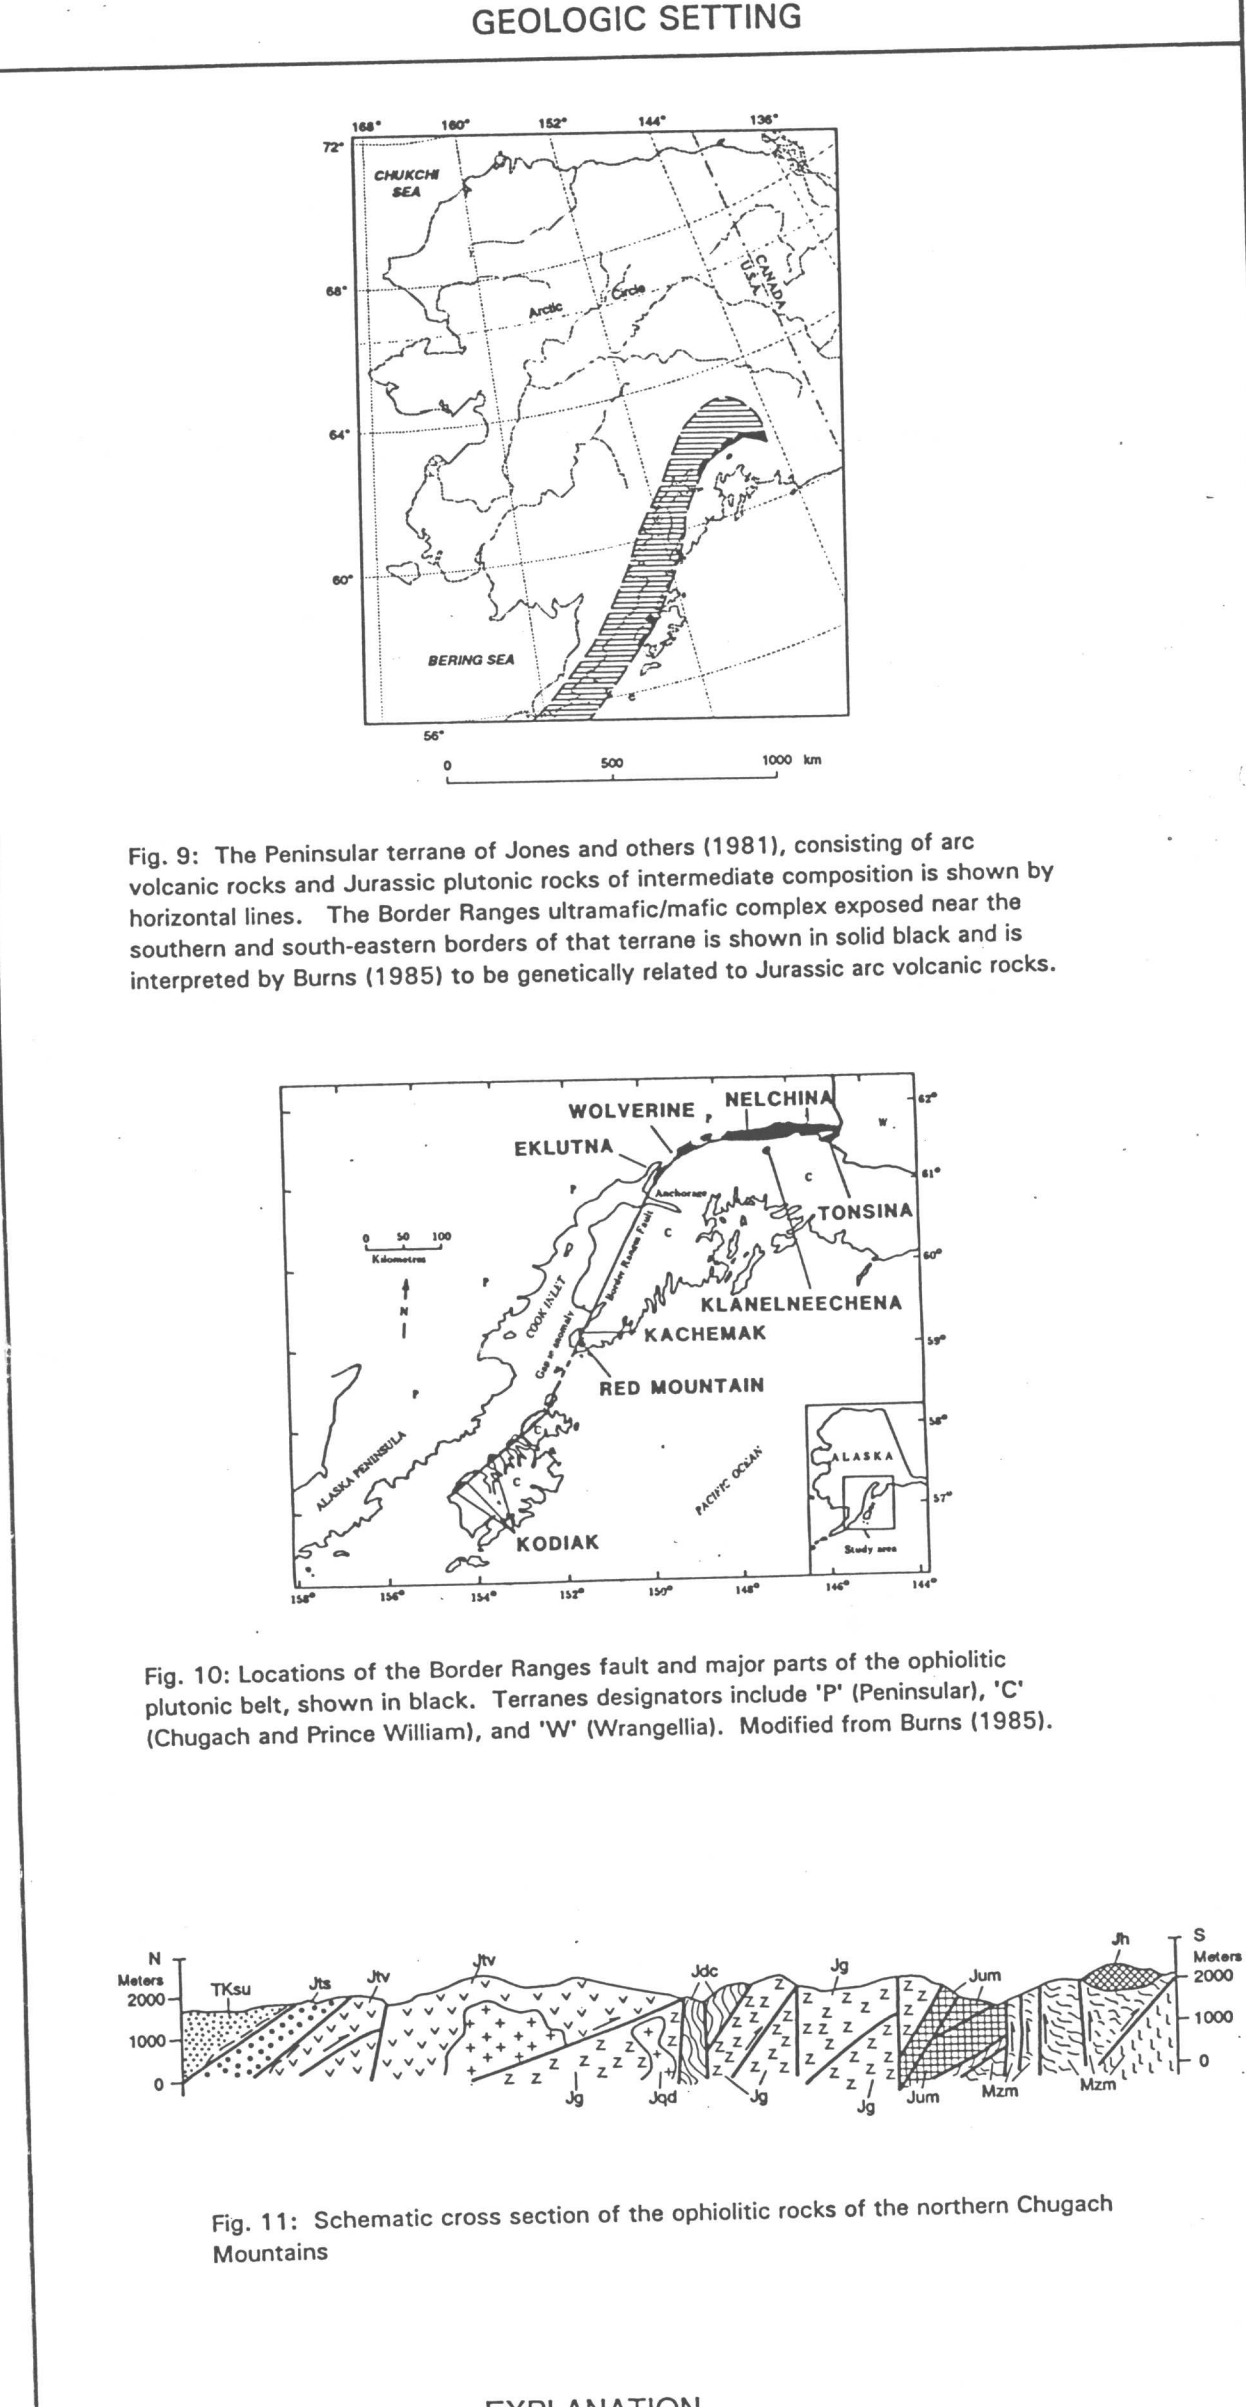 GEOLOGIC SETTING
168° 160° 152° 144° 136°
72°
CHUKCHI
SEA
68°
Arctic Circle
CANADA
U.S.A.
64°
60°
BERING SEA
56°
0 500 1000 km
Fig. 9: The Peninsular terrane of Jones and others (1981), consisting of arc
volcanic rocks and Jurassic plutonic rocks of intermediate composition is shown by
horizontal lines. The Border Ranges ultramafic/mafic complex exposed near the
southern and south-eastern borders of that terrane is shown in solid black and is
interpreted by Burns (1985) to be genetically related to Jurassic arc volcanic rocks.
WOLVERINE P NELCHINA 62°
W
EKLUTNA
61°
P C
Anchorage
TONSINA
C
0 50 100
Kilometres
60°
Border Ranges Fault
P
COOK INLET
KLANELNEECHENA
N
KACHEMAK
59°
Gap in anomaly
RED MOUNTAIN
P
58°
C
ALASKA
ALASKA PENINSULA
PACIFIC OCEAN
C
57°
KODIAK
Study area
158° 156° 154° 152° 150° 148° 146° 144°
Fig. 10: Locations of the Border Ranges fault and major parts of the ophiolitic
plutonic belt, shown in black. Terranes designators include 'P' (Peninsular), 'C'
(Chugach and Prince William), and 'W' (Wrangellia). Modified from Burns (1985).
N Jh S
Meters TKsu Jts Jtv Jtv Jdc Jg Jum Meters
2000 2000
1000 1000
0 0
Jg Jqd Jg Jg Jum Mzm Mzm
Fig. 11: Schematic cross section of the ophiolitic rocks of the northern Chugach
Mountains
EXPLANATION